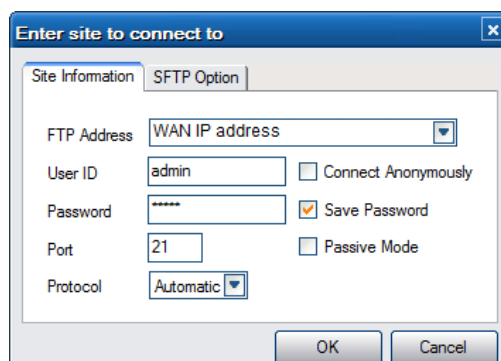 Enter site to connect to
Site Information SFTP Option
FTP Address WAN IP address
User ID admin Connect Anonymously
Password ***** Save Password
Port 21 Passive Mode
Protocol Automatic
OK Cancel